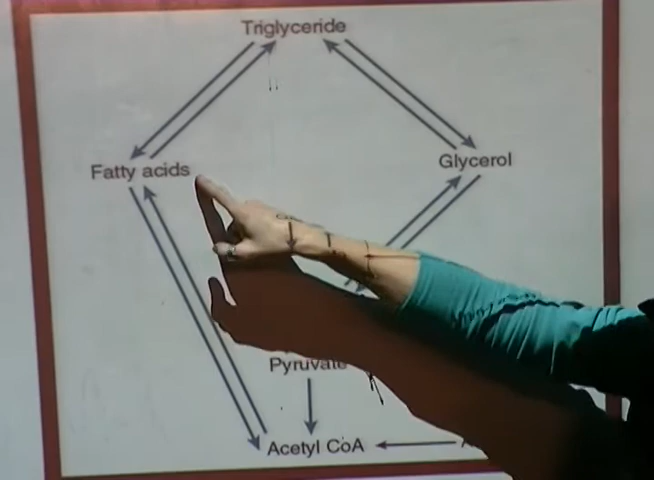 Triglyceride
Fatty acids
Glycerol
Pyruvate
Acetyl CoA